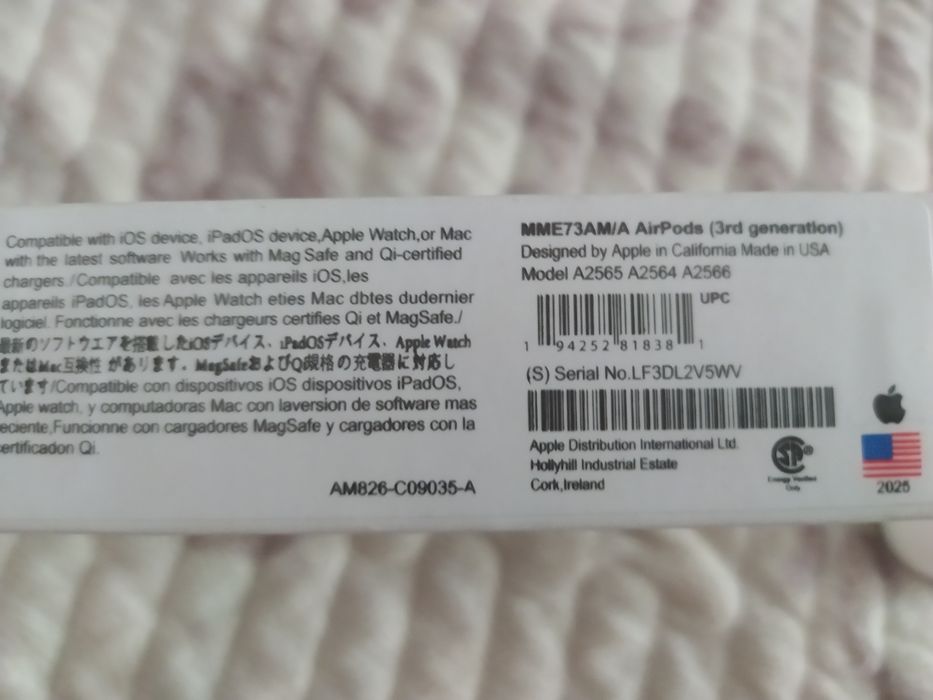 Compatible with iOS device, iPadOS device,Apple Watch,or Mac
with the latest software Works with Mag Safe and Qi-certified
chargers./Compatible avec les appareils iOS,les
appareils iPadOS, les Apple Watch eties Mac dbtes dudernier
logiciel. Fonctionne avec les chargeurs certifies Qi et MagSafe./
最新のソフトウエアを搭載したiOSデバイス、iPadOSデバイス、Apple Watch
またはMac互換性 があります。MagSafeおよびQi規格の充電器に対応し
ています/Compatible con dispositivos iOS dispositivos iPadOS,
Apple watch, y computadoras Mac con laversion de software mas
eciente,Funcionne con cargadores MagSafe y cargadores con la
ertificadon Qi.
AM826-C09035-A
MME73AM/A AirPods (3rd generation)
Designed by Apple in California Made in USA
Model A2565 A2564 A2566
UPC
1 94252 81838 1
(S) Serial No.LF3DL2V5WV
Apple Distribution International Ltd.
Hollyhill Industrial Estate
Cork,Ireland
SP®
Energy Verified
Only
2025